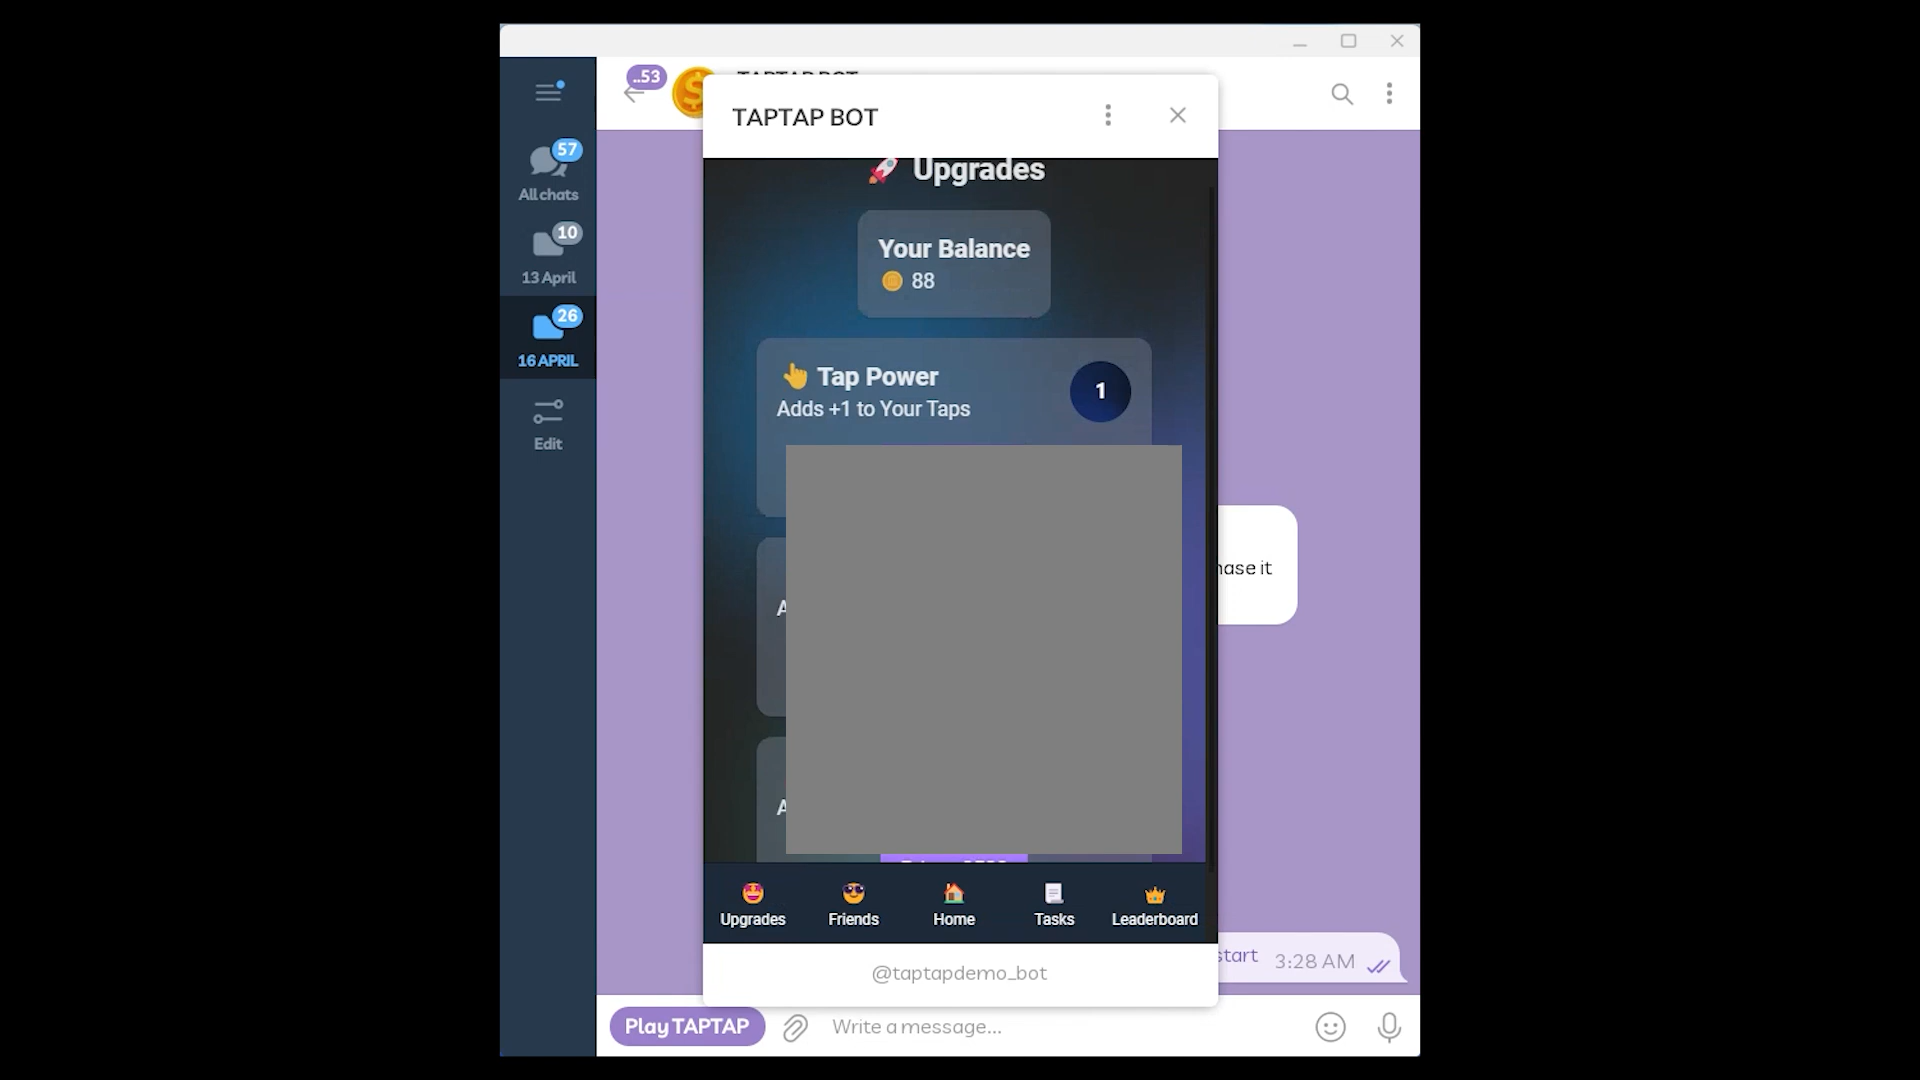 ..53
TAPTAP BOT
TAPTAP BOT
57
All chats
10
13 April
26
16 APRIL
Edit
Upgrades
Your Balance
88
Tap Power
Adds +1 to Your Taps
1
A
A
it
Upgrades
Friends
Home
Tasks
Leaderboard
start
3:28 AM
@taptapdemo_bot
Play TAPTAP
Write a message...